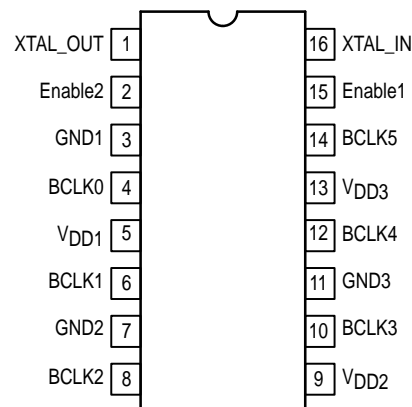 XTAL_OUT 1 16 XTAL_IN
Enable2 2 15 Enable1
GND1 3 14 BCLK5
BCLK0 4 13 VDD3
VDD1 5 12 BCLK4
BCLK1 6 11 GND3
GND2 7 10 BCLK3
BCLK2 8 9 VDD2